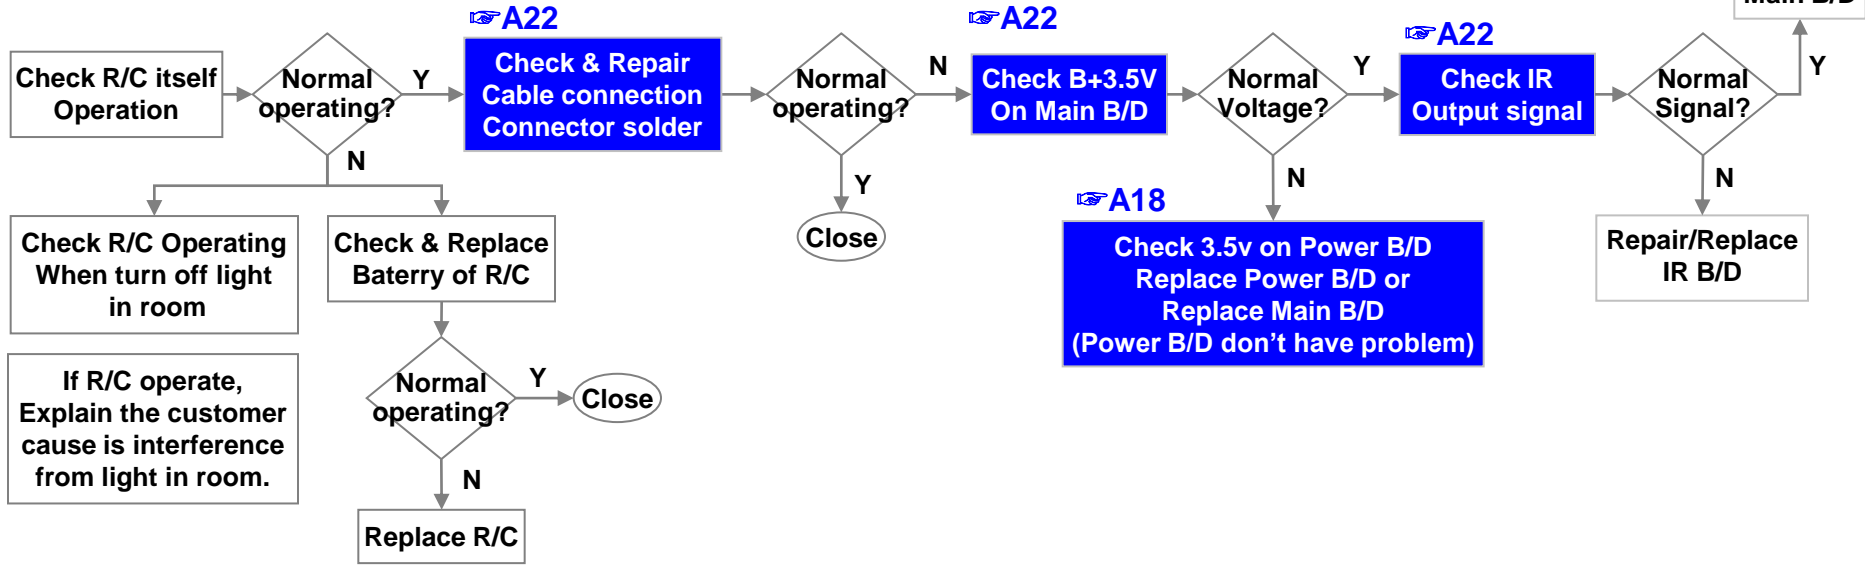 ☞A22
☞A22
Main B/D
☞A22
Check R/C itself
Operation
Normal
operating?
Y
Check & Repair
Cable connection
Connector solder
Normal
operating?
N
Check B+3.5V
On Main B/D
Normal
Voltage?
Y
Check IR
Output signal
Normal
Signal?
Y
N
Y
N
N
☞A18
Check R/C Operating
When turn off light
in room
Check & Replace
Baterry of R/C
Close
Check 3.5v on Power B/D
Replace Power B/D or
Replace Main B/D
(Power B/D don’t have problem)
Repair/Replace
IR B/D
If R/C operate,
Explain the customer
cause is interference
from light in room.
Normal
operating?
Y
Close
N
Replace R/C